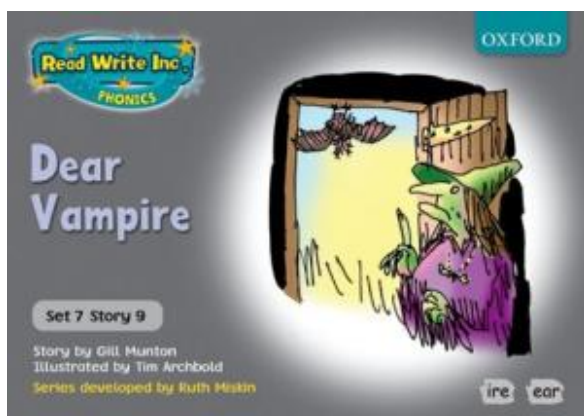 OXFORD
Read Write Inc.
PHONICS
Dear
Vampire
Set 7 Story 9
Story by Gill Munton
Illustrated by Tim Archbold
Series developed by Ruth Miskin
ire ear